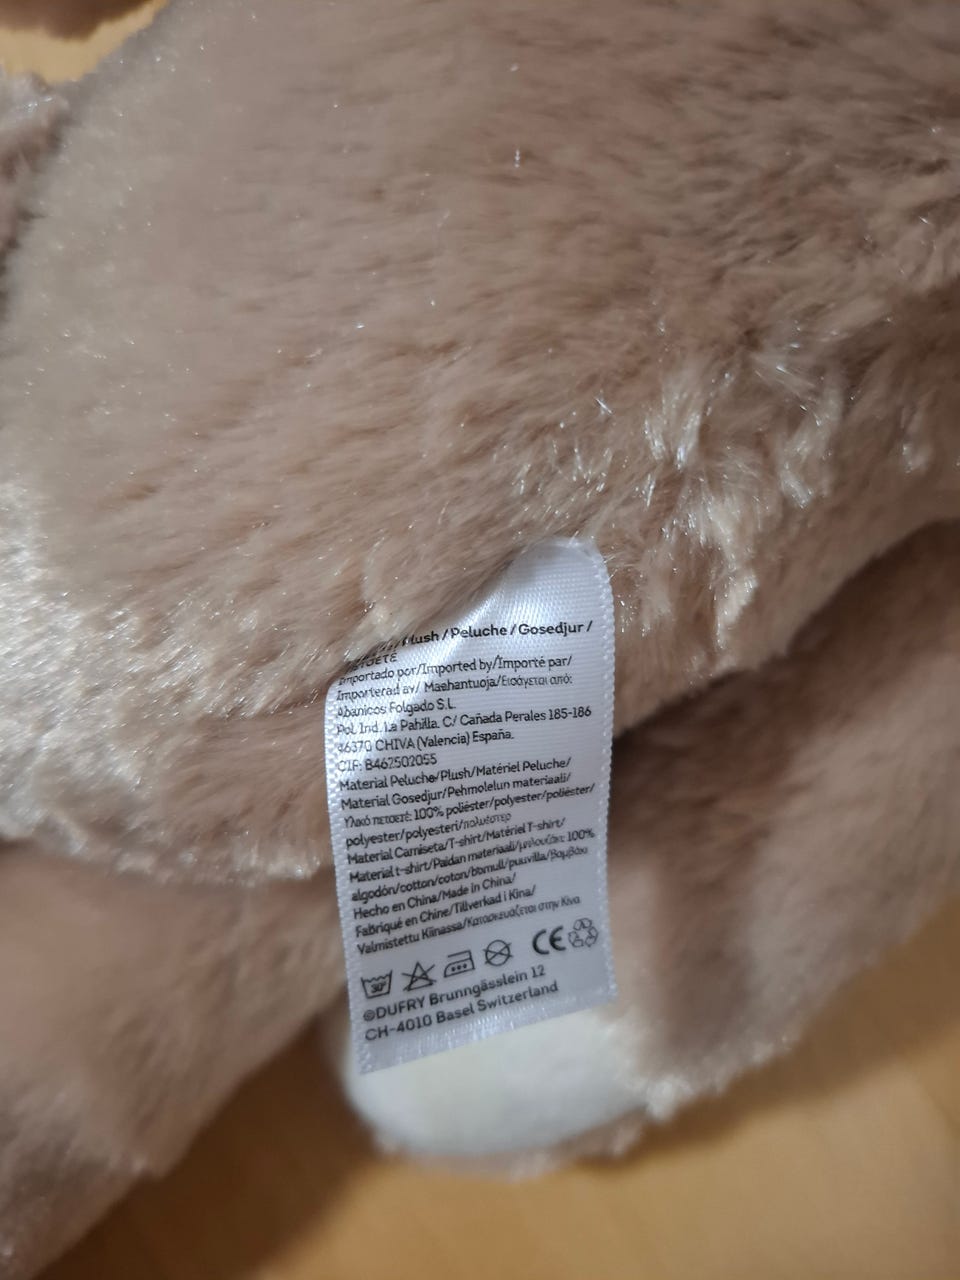 Plush / Peluche / Gosedjur /
Importado por/Imported by/Importé par/
Importerad av/ Maahantuoja/Εισάγεται από:
Abanicos Folgado S.L.
Pol. Ind. La Pahilla. C/ Cañada Perales 185-186
46370 CHIVA (Valencia) España.
CIF: B462502055
Material Peluche/Plush/Matériel Peluche/
Material Gosedjur/Pehmolelun materiaali/
Υλικό πετσετέ: 100% poliéster/polyester/poliéster/
polyester/polyesteri/πολυέστερ
Material Camiseta/T-shirt/Matériel T-shirt/
Material t-shirt/Paidan materiaali/μπλουζάκι: 100%
algodón/cotton/coton/bomull/puuvilla/Βαμβάκι
Hecho en China/Made in China/
Fabriqué en Chine/Tillverkad i Kina/
Valmistettu Kiinassa/Κατασκευάζεται στην Κίνα
30° CE
©DUFRY Brunngässlein 12
CH-4010 Basel Switzerland